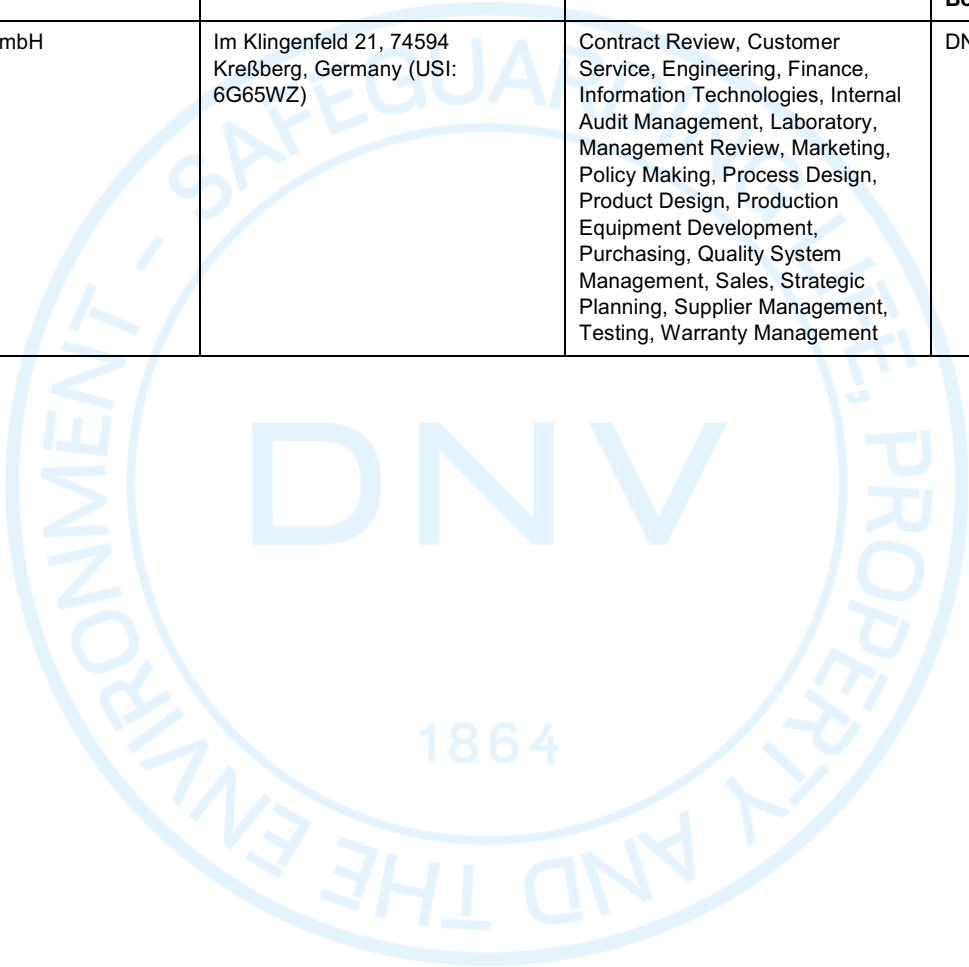 mbH
Im Klingenfeld 21, 74594
Kreßberg, Germany (USI:
6G65WZ)
Contract Review, Customer
Service, Engineering, Finance,
Information Technologies, Internal
Audit Management, Laboratory,
Management Review, Marketing,
Policy Making, Process Design,
Product Design, Production
Equipment Development,
Purchasing, Quality System
Management, Sales, Strategic
Planning, Supplier Management,
Testing, Warranty Management
DN
SAFEGUARDING LIFE, PROPERTY AND THE ENVIRONMENT -
DNV
1864